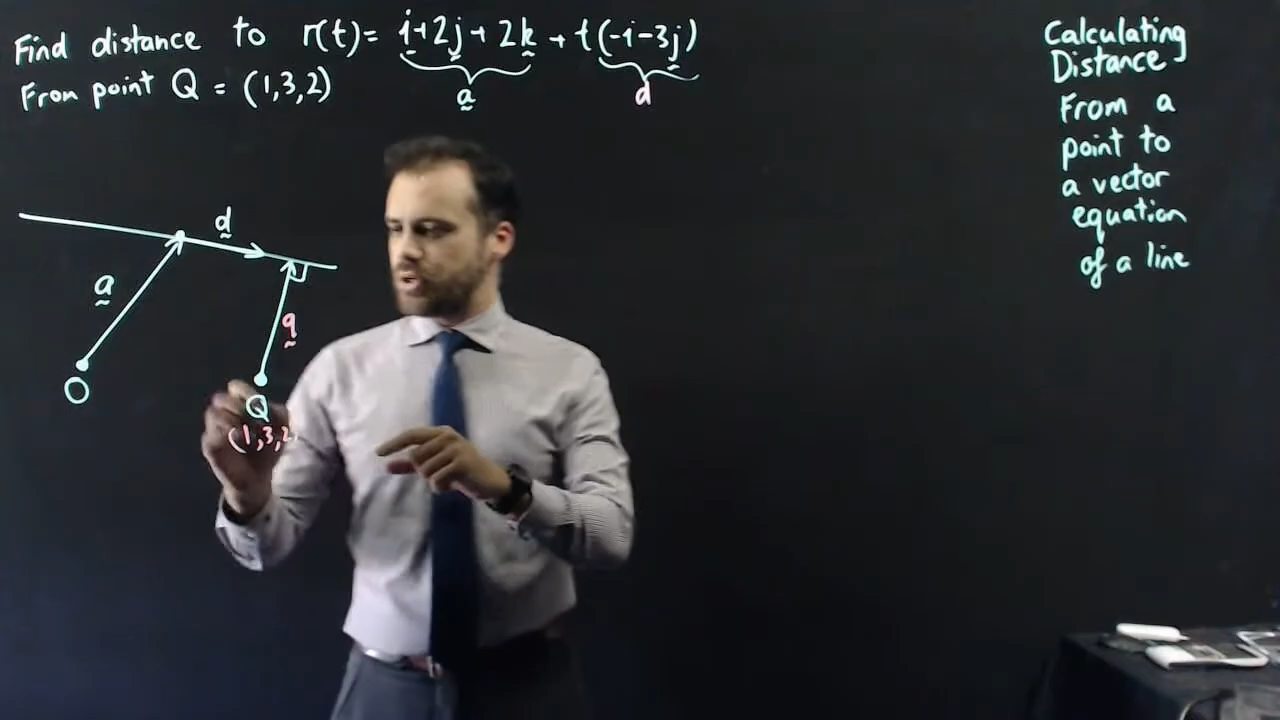 Find distance to r(t) = i + 2j + 2k + t(-i - 3j)
From point Q = (1,3,2)
a
d
d
a
q
O
Q
(1,3,2)
Calculating
Distance
From a
point to
a vector
equation
of a line